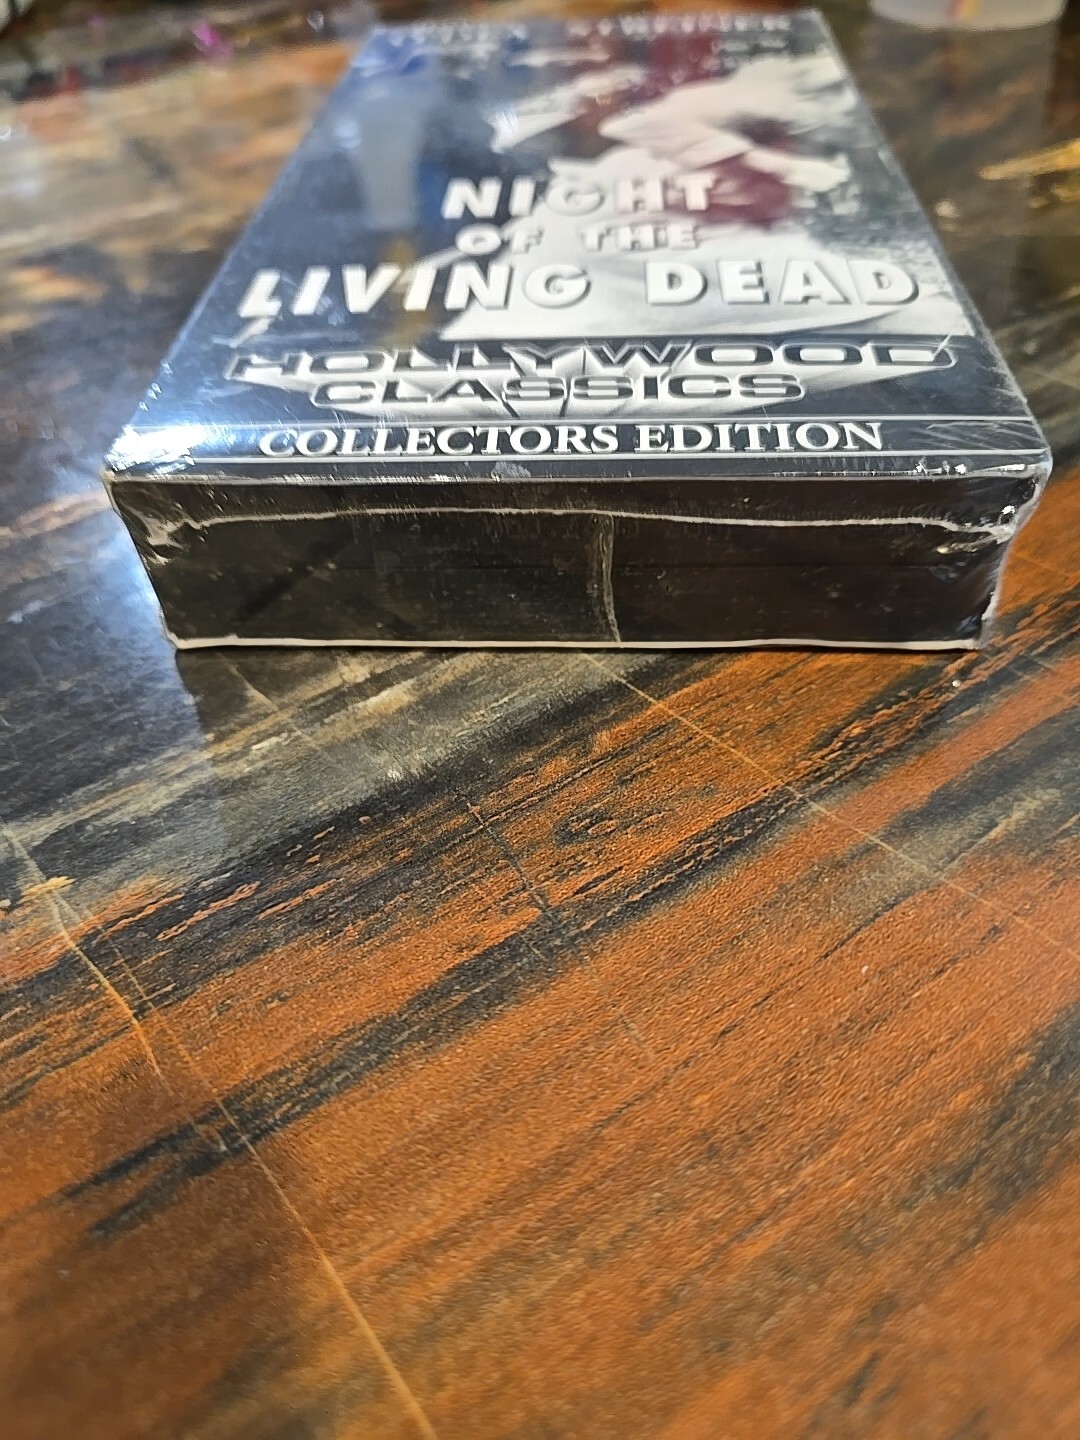 NIGHT
OF THE
LIVING DEAD
HOLLYWOOD
CLASSICS
COLLECTORS EDITION